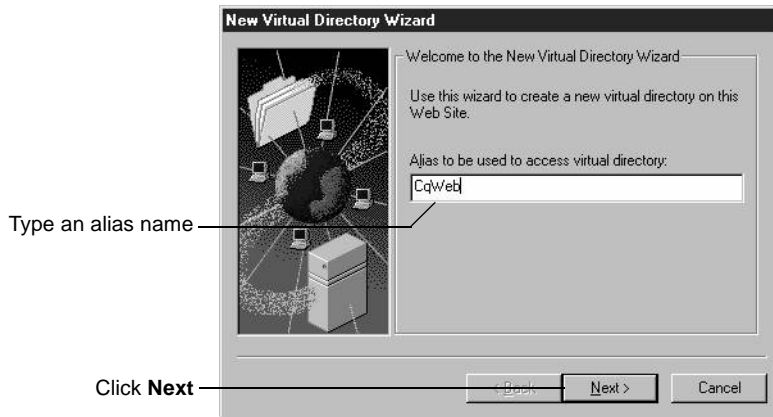 New Virtual Directory Wizard
Welcome to the New Virtual Directory Wizard
Use this wizard to create a new virtual directory on this
Web Site.
Alias to be used to access virtual directory:
CqWeb
Type an alias name
Click Next
< Back
Next >
Cancel